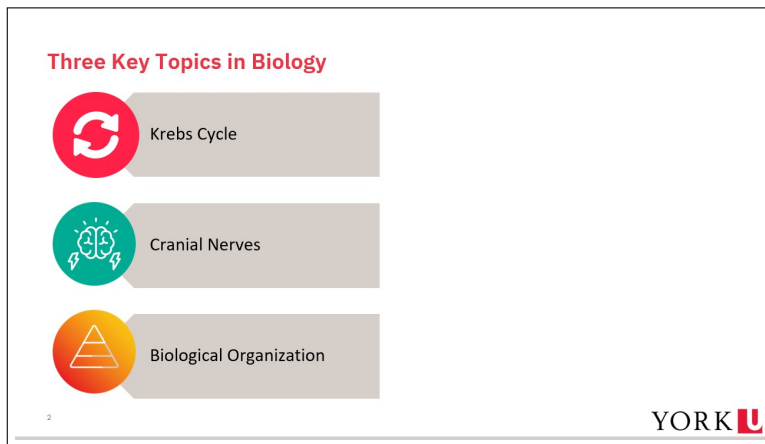 Three Key Topics in Biology
Krebs Cycle
Cranial Nerves
Biological Organization
2
YORK U